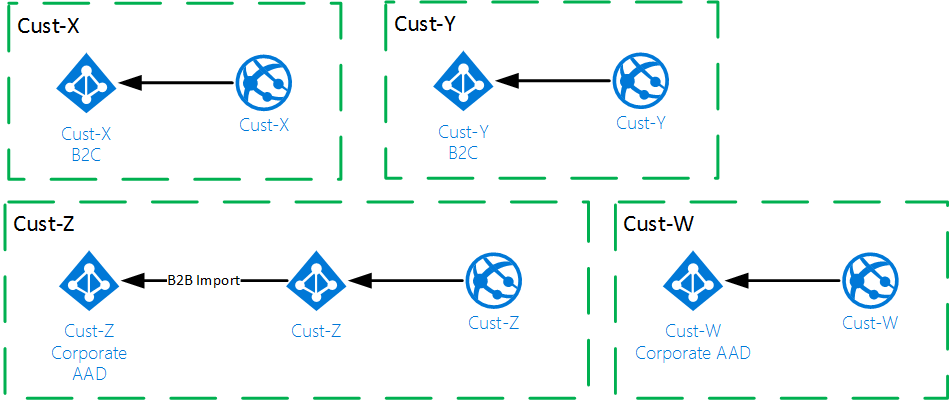 Cust-X
Cust-X
B2C
Cust-X
Cust-Y
Cust-Y
B2C
Cust-Y
Cust-Z
B2B Import
Cust-Z
Corporate
AAD
Cust-Z
Cust-Z
Cust-W
Cust-W
Corporate AAD
Cust-W